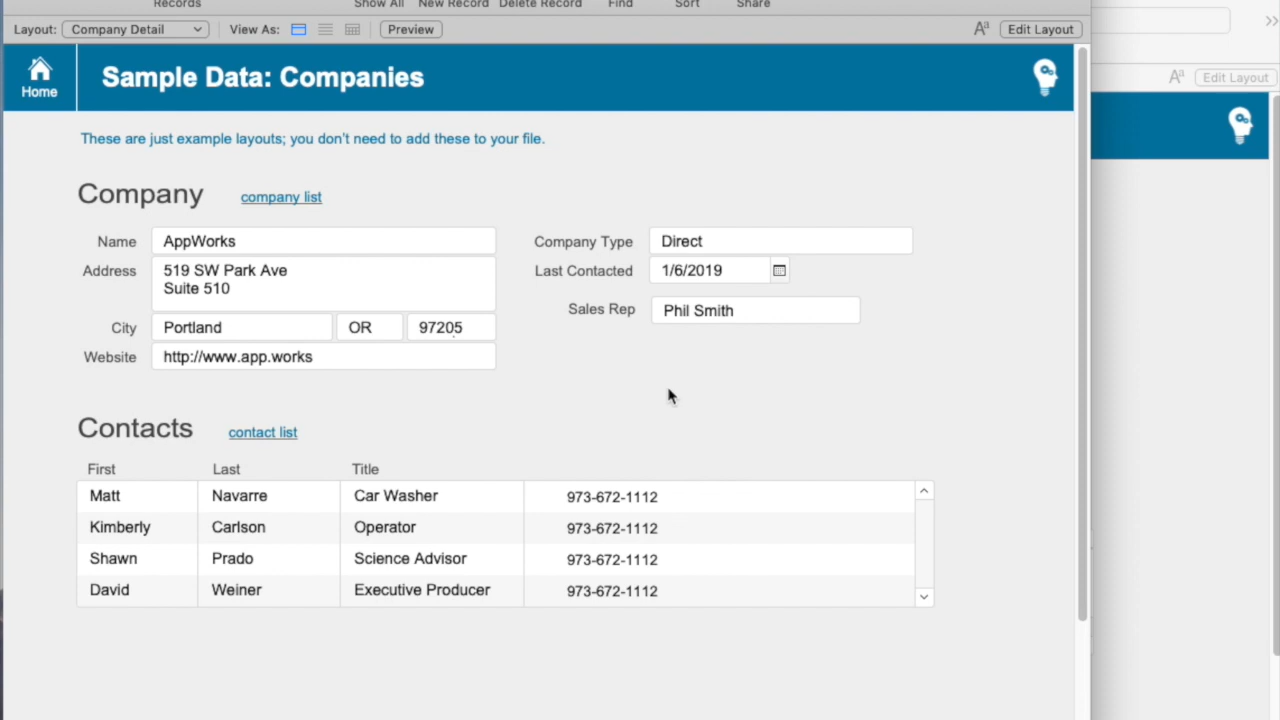 Records Show All New Record Delete Record Find Sort Share
Layout: Company Detail View As: Preview Aa Edit Layout
Aa Edit Layout
Home
Sample Data: Companies
These are just example layouts; you don't need to add these to your file.
Company company list
Name AppWorks Company Type Direct
Address 519 SW Park Ave Last Contacted 1/6/2019
Suite 510
Sales Rep Phil Smith
City Portland OR 97205
Website http://www.app.works
Contacts contact list
First Last Title
Matt Navarre Car Washer 973-672-1112
Kimberly Carlson Operator 973-672-1112
Shawn Prado Science Advisor 973-672-1112
David Weiner Executive Producer 973-672-1112